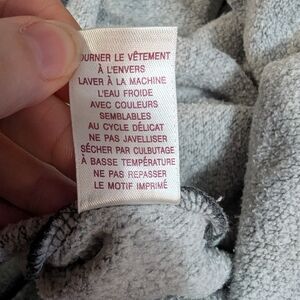 OURNER LE VÊTEMENT
À L'ENVERS
LAVER À LA MACHINE
L'EAU FROIDE
AVEC COULEURS
SEMBLABLES
AU CYCLE DÉLICAT
NE PAS JAVELLISER
SÉCHER PAR CULBUTAGE
À BASSE TEMPÉRATURE
NE PAS REPASSER
LE MOTIF IMPRIMÉ